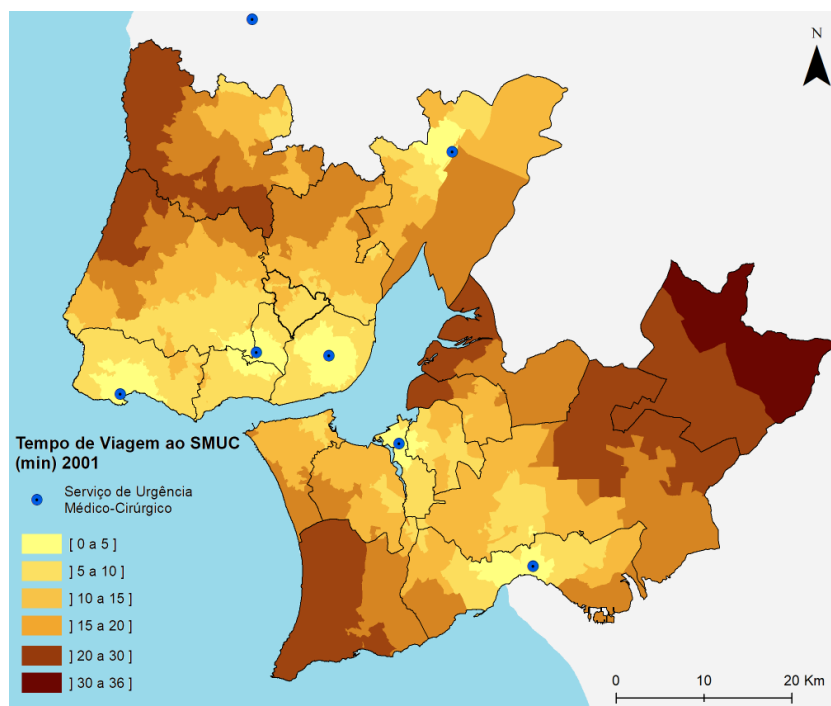 N
Tempo de Viagem ao SMUC
(min) 2001
Serviço de Urgência
Médico-Cirúrgico
[ 0 a 5 ]
] 5 a 10 ]
] 10 a 15 ]
] 15 a 20 ]
] 20 a 30 ]
] 30 a 36 ]
0 10 20 Km